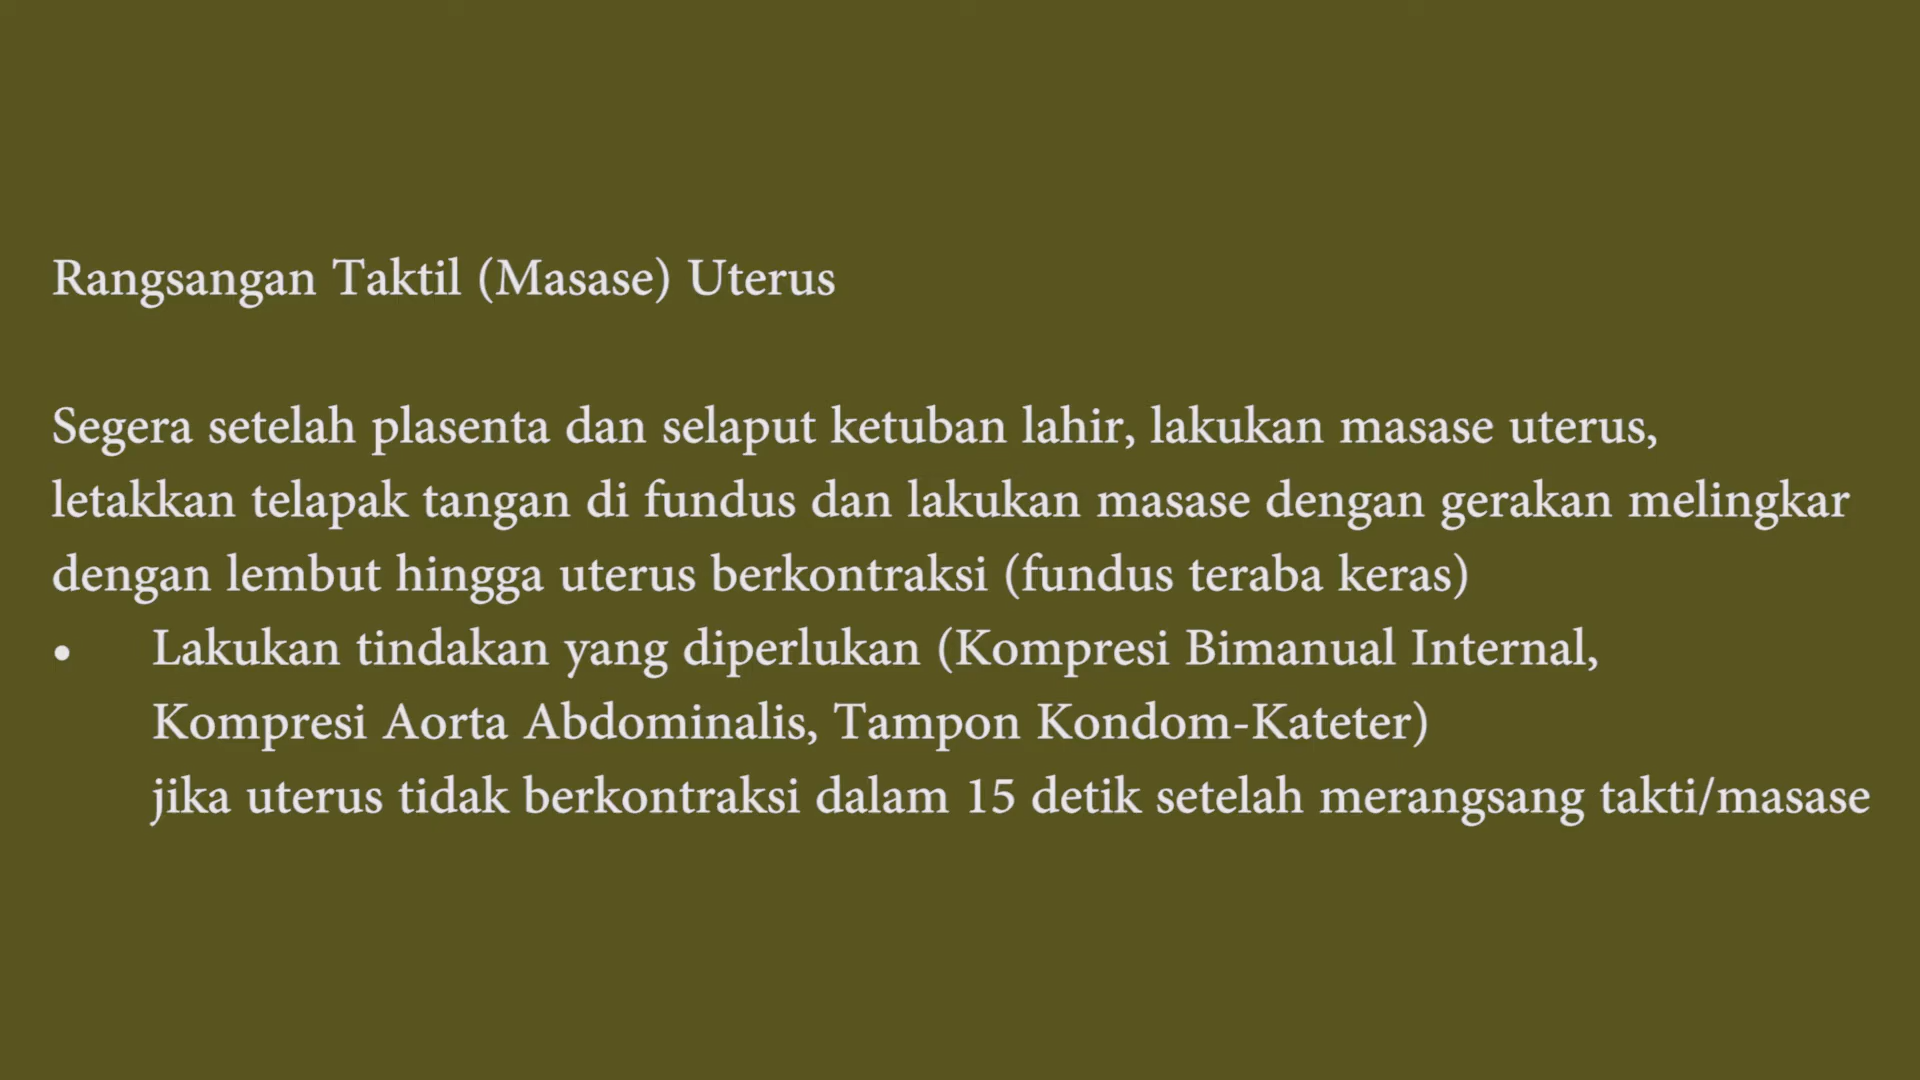 Rangsangan Taktil (Masase) Uterus
Segera setelah plasenta dan selaput ketuban lahir, lakukan masase uterus,
letakkan telapak tangan di fundus dan lakukan masase dengan gerakan melingkar
dengan lembut hingga uterus berkontraksi (fundus teraba keras)
• Lakukan tindakan yang diperlukan (Kompresi Bimanual Internal,
Kompresi Aorta Abdominalis, Tampon Kondom-Kateter)
jika uterus tidak berkontraksi dalam 15 detik setelah merangsang takti/masase